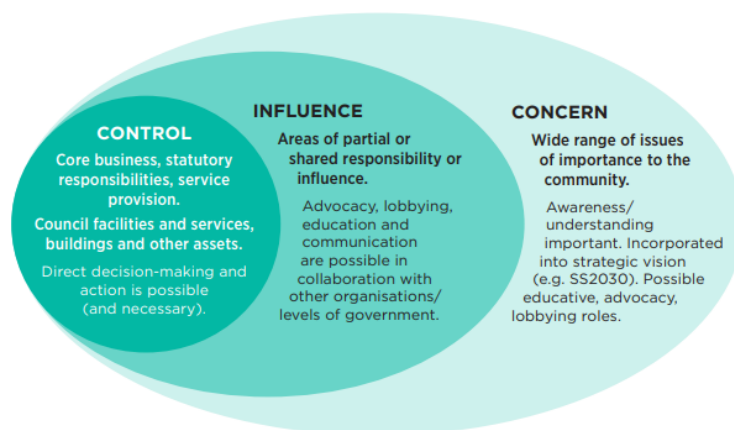 CONTROL
Core business, statutory
responsibilities, service
provision.
Council facilities and services,
buildings and other assets.
Direct decision-making and
action is possible
(and necessary).
INFLUENCE
Areas of partial or
shared responsibility or
influence.
Advocacy, lobbying,
education and
communication
are possible in
collaboration with
other organisations/
levels of government.
CONCERN
Wide range of issues
of importance to the
community.
Awareness/
understanding
important. Incorporated
into strategic vision
(e.g. SS2030). Possible
educative, advocacy,
lobbying roles.